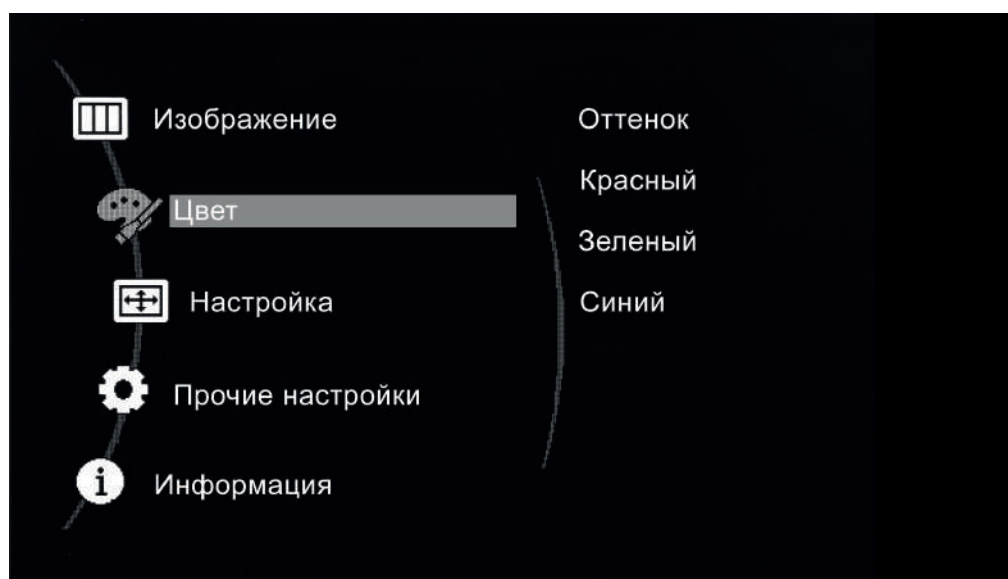 Изображение
Цвет
Настройка
Прочие настройки
Информация
Оттенок
Красный
Зеленый
Синий